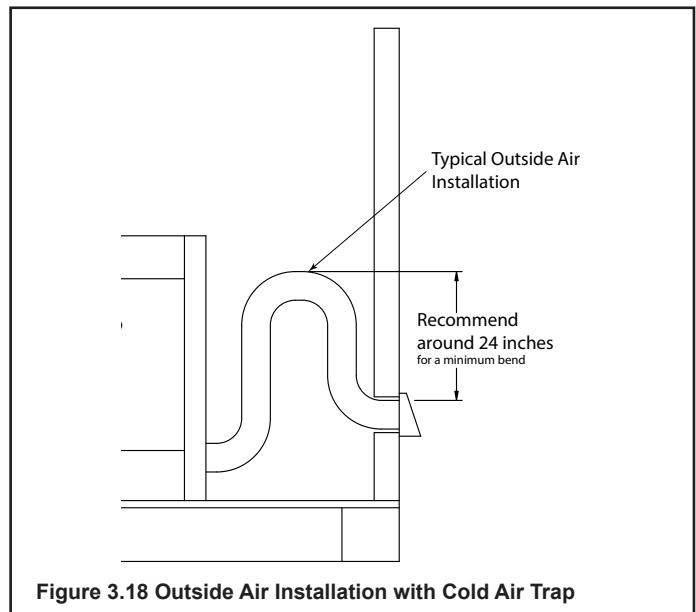 Typical Outside Air
Installation
Recommend
around 24 inches
for a minimum bend
Figure 3.18 Outside Air Installation with Cold Air Trap